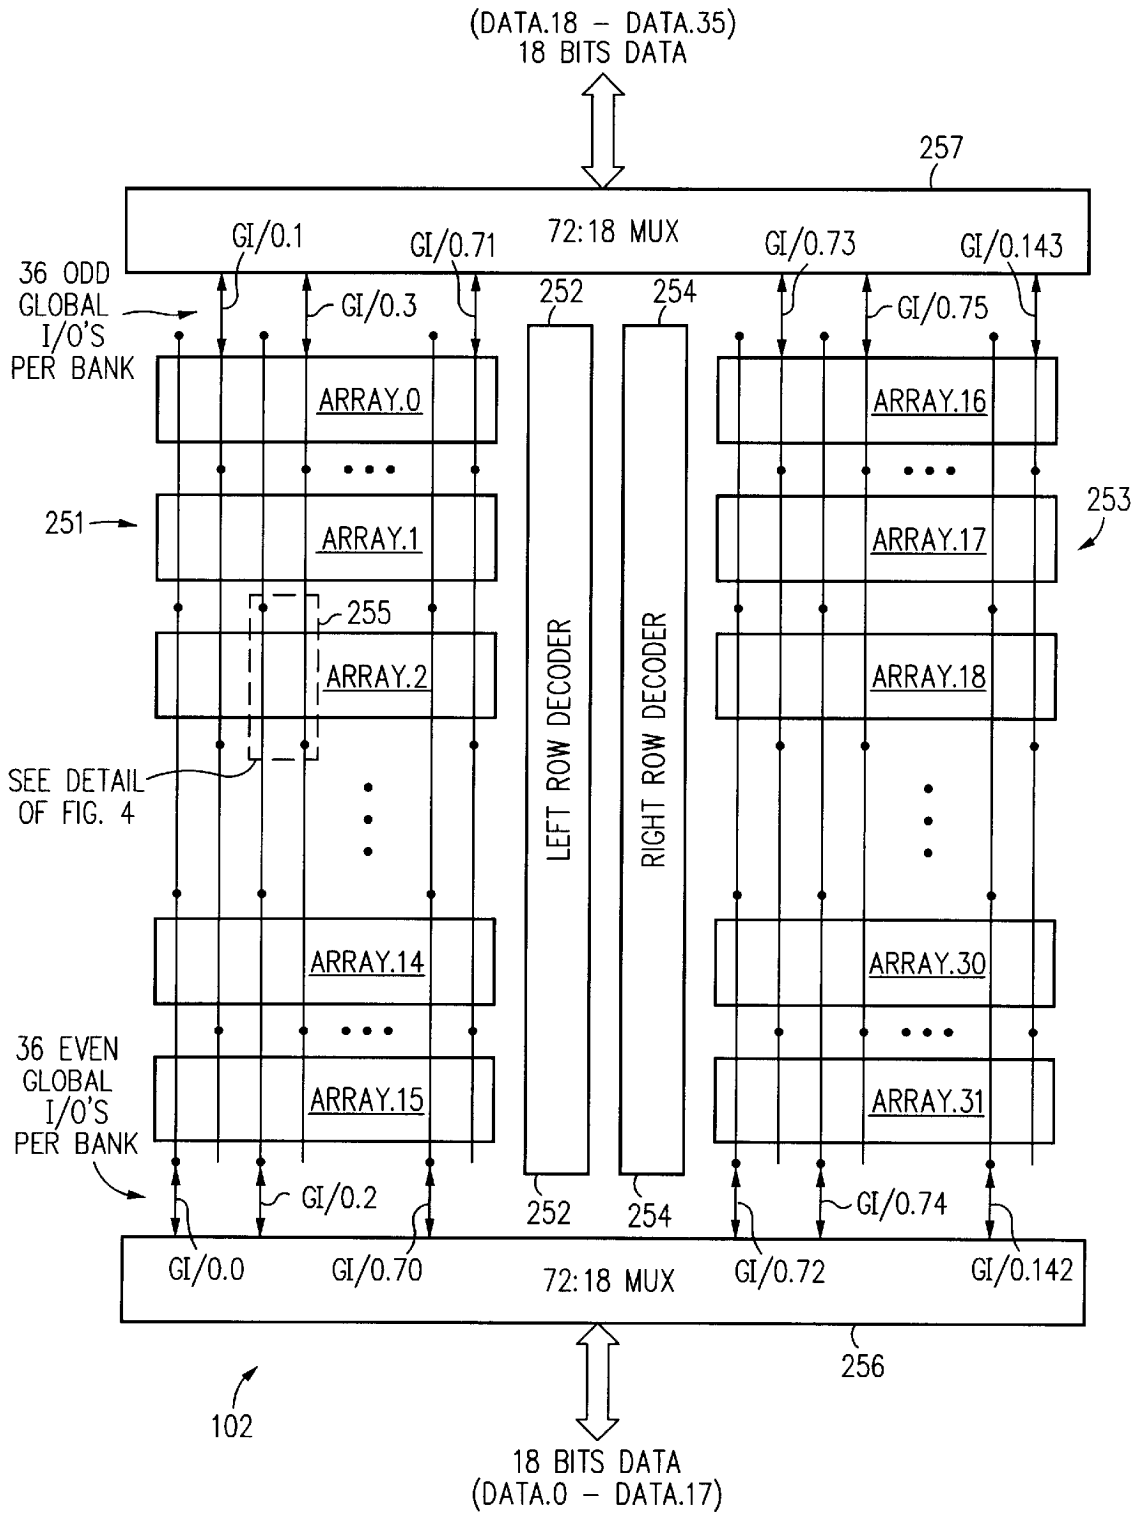 (DATA.18 - DATA.35)
18 BITS DATA
257
72:18 MUX
GI/0.1
GI/0.71
GI/0.73
GI/0.143
36 ODD
GLOBAL
I/O'S
PER BANK
GI/0.3
252
254
GI/0.75
ARRAY.0
ARRAY.16
251
ARRAY.1
ARRAY.17
253
255
ARRAY.2
ARRAY.18
SEE DETAIL
OF FIG. 4
LEFT ROW DECODER
RIGHT ROW DECODER
ARRAY.14
ARRAY.30
36 EVEN
GLOBAL
I/O'S
PER BANK
ARRAY.15
ARRAY.31
GI/0.2
252
254
GI/0.74
GI/0.0
GI/0.70
72:18 MUX
GI/0.72
GI/0.142
256
102
18 BITS DATA
(DATA.0 - DATA.17)